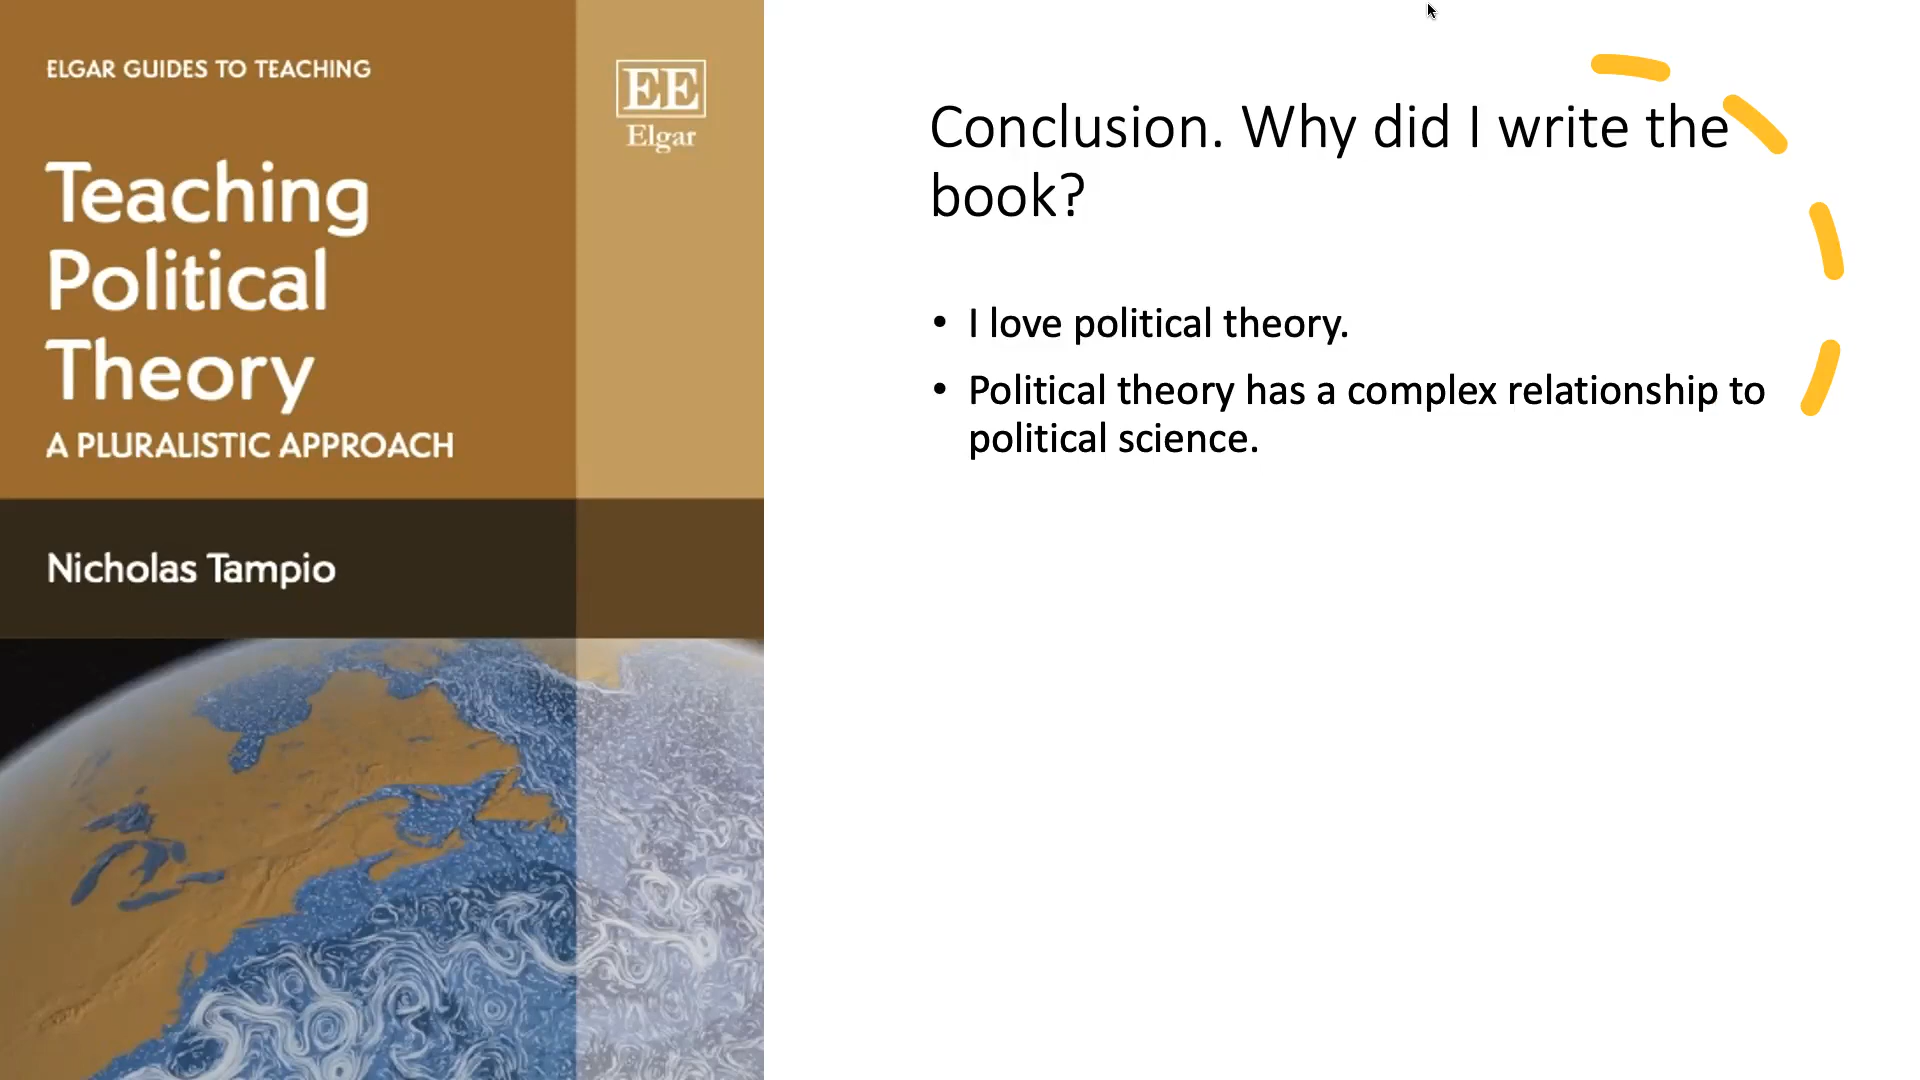 ELGAR GUIDES TO TEACHING
EE
Elgar
Teaching
Political
Theory
A PLURALISTIC APPROACH
Nicholas Tampio
Conclusion. Why did I write the
book?
• I love political theory.
• Political theory has a complex relationship to
political science.